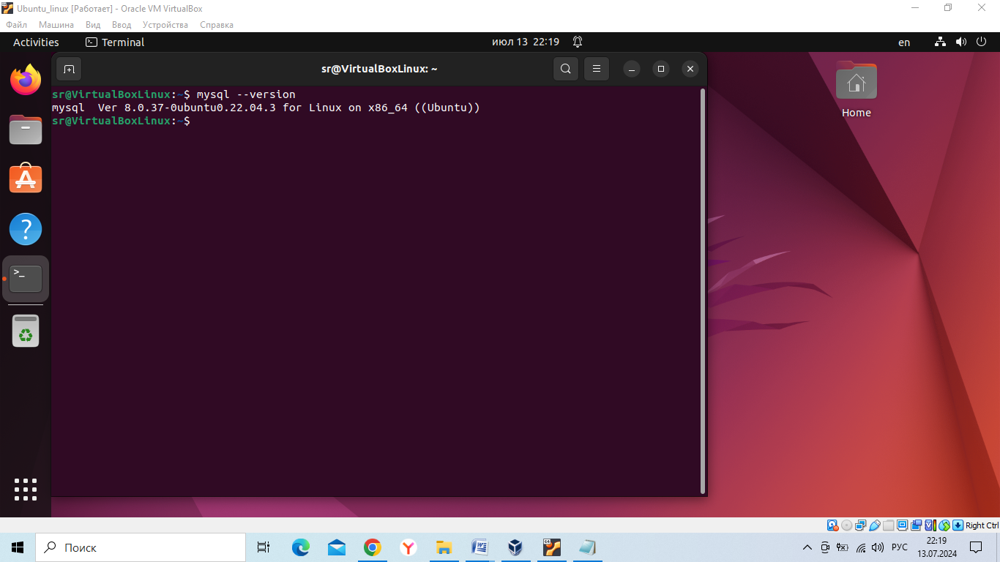 Ubuntu_linux [Работает] - Oracle VM VirtualBox
Файл Машина Вид Ввод Устройства Справка
Activities Terminal июл 13 22:19 en
sr@VirtualBoxLinux: ~
sr@VirtualBoxLinux:~$ mysql --version
mysql  Ver 8.0.37-0ubuntu0.22.04.3 for Linux on x86_64 ((Ubuntu))
sr@VirtualBoxLinux:~$
Home
Right Ctrl
Поиск
РУС
22:19
13.07.2024